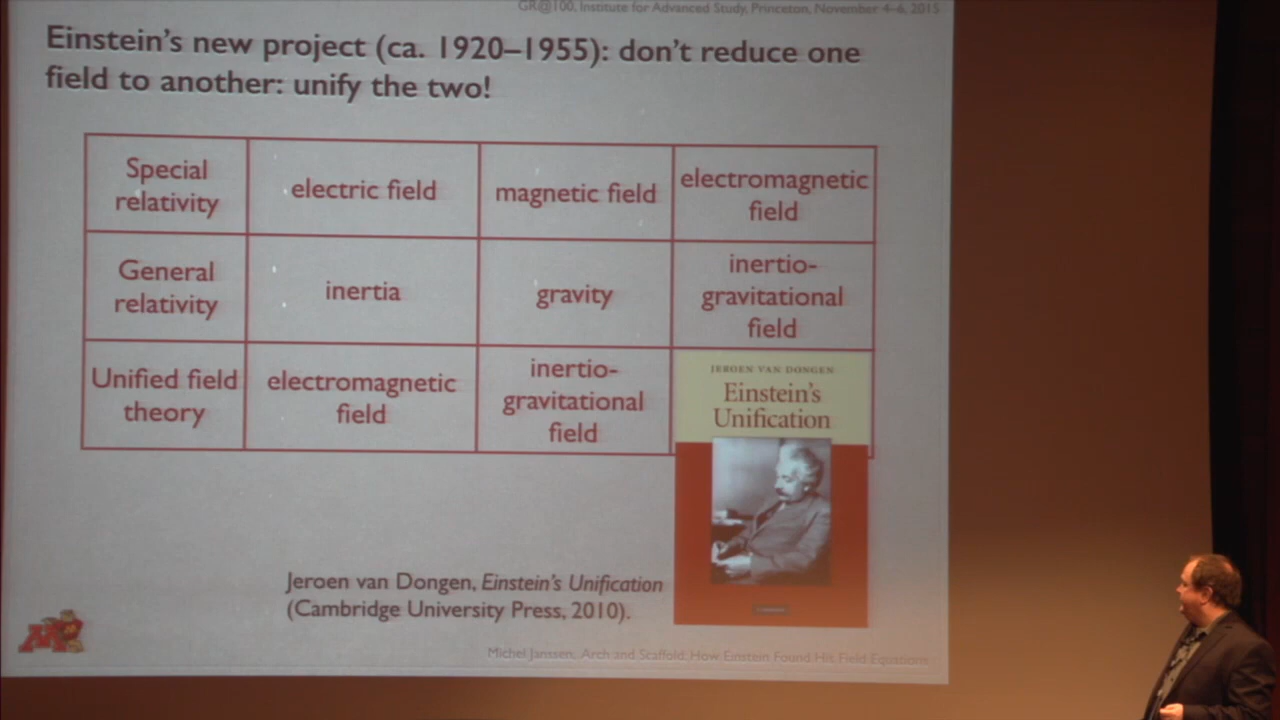 GR@100, Institute for Advanced Study, Princeton, November 4–6, 2015
Einstein's new project (ca. 1920–1955): don't reduce one
field to another: unify the two!
Special
relativity
electric field
magnetic field
electromagnetic
field
General
relativity
inertia
gravity
inertio-
gravitational
field
Unified field
theory
electromagnetic
field
inertio-
gravitational
field
JEROEN VAN DONGEN
Einstein's
Unification
Jeroen van Dongen, Einstein's Unification
(Cambridge University Press, 2010).
M
Michel Janssen, Arch and Scaffold: How Einstein Found His Field Equations